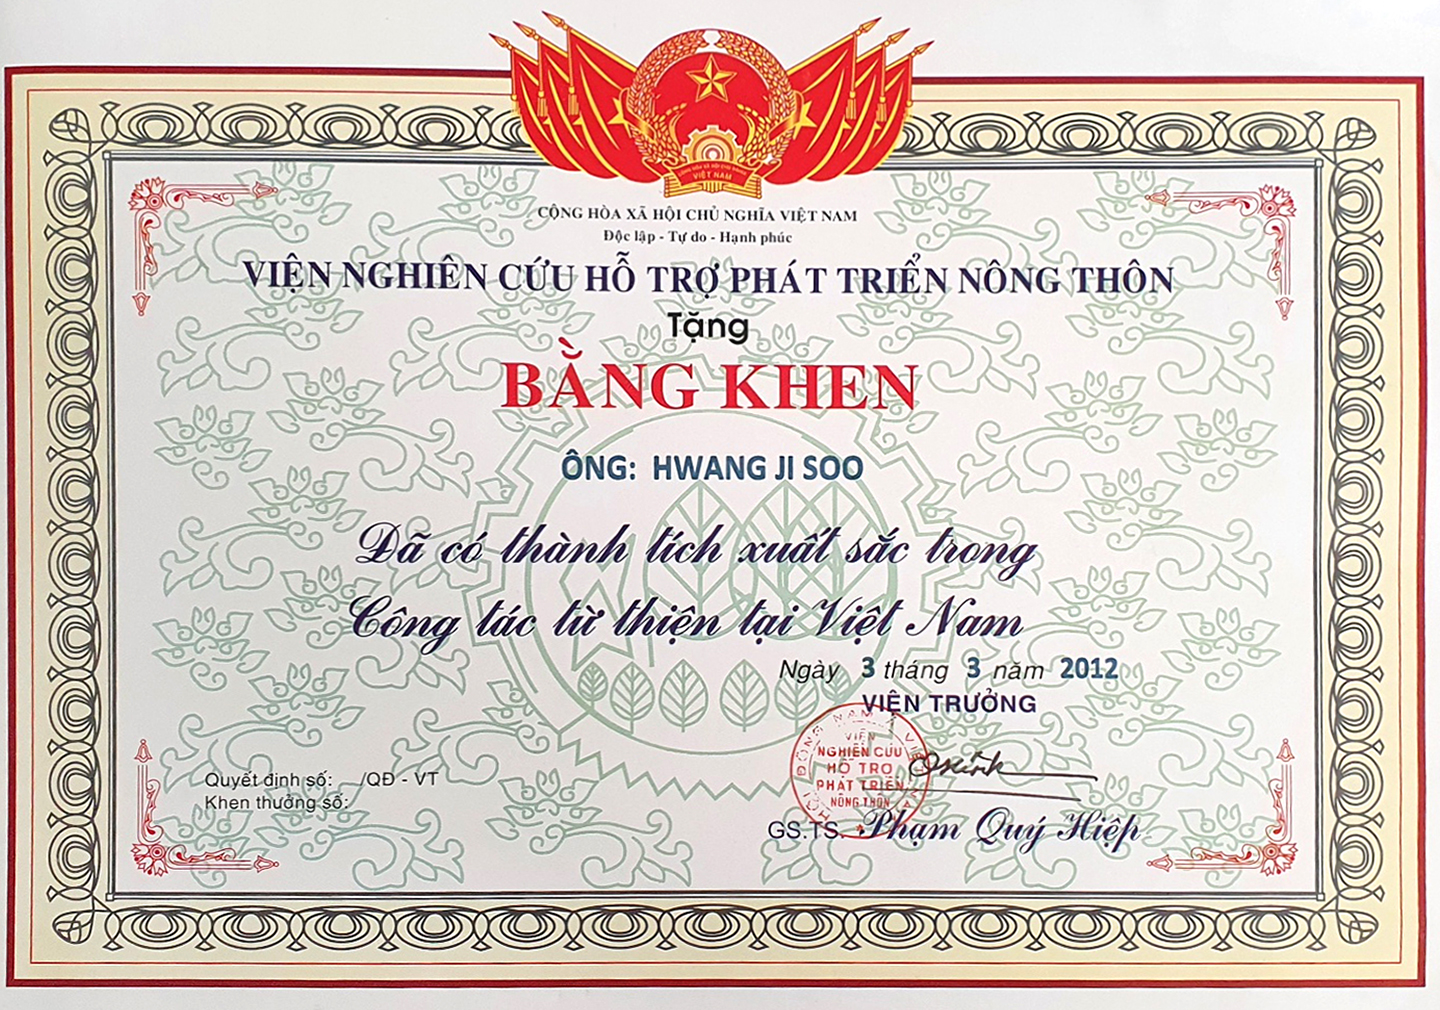 CỘNG HÒA XÃ HỘI CHỦ NGHĨA VIỆT NAM
Độc lập - Tự do - Hạnh phúc
VIỆN NGHIÊN CỨU HỖ TRỢ PHÁT TRIỂN NÔNG THÔN
Tặng
BẰNG KHEN
ÔNG: HWANG JI SOO
Đã có thành tích xuất sắc trong
Công tác từ thiện tại Việt Nam
Ngày 3 tháng 3 năm 2012
VIỆN TRƯỞNG
VIỆN
NGHIÊN CỨU
HỖ TRỢ
PHÁT TRIỂN
NÔNG THÔN
GS.TS. Phạm Quý Hiệp
Quyết định số: /QĐ - VT
Khen thưởng số:
VIỆT NAM